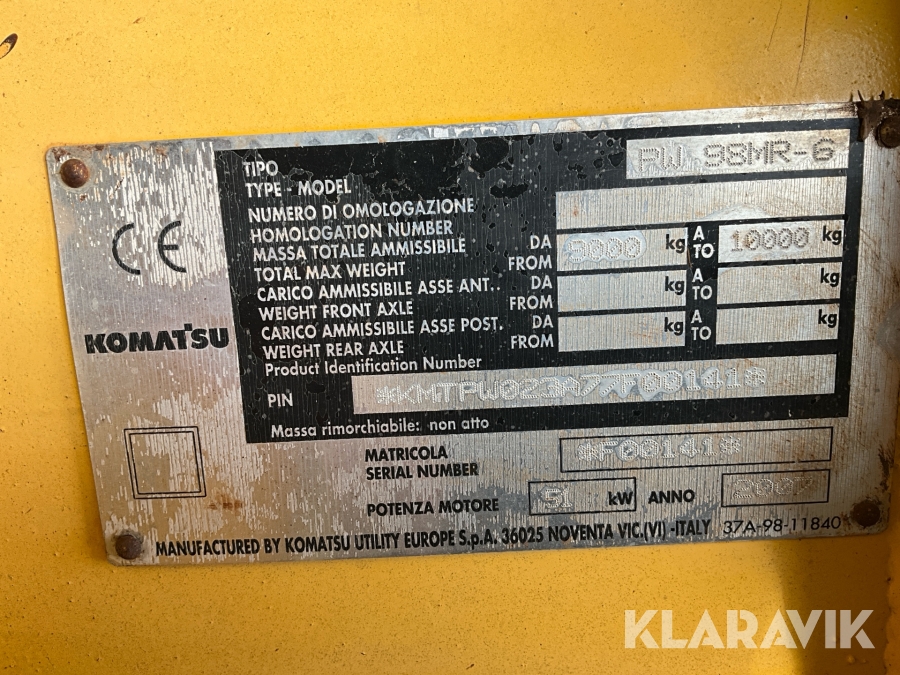 TIPO
TYPE - MODEL
PW 98MR-6
NUMERO DI OMOLOGAZIONE
HOMOLOGATION NUMBER
MASSA TOTALE AMMISSIBILE DA
TOTAL MAX WEIGHT FROM
9000 kg A TO 10000 kg
CARICO AMMISSIBILE ASSE ANT.. DA
WEIGHT FRONT AXLE FROM
kg A TO kg
CARICO AMMISSIBILE ASSE POST. DA
WEIGHT REAR AXLE FROM
kg A TO kg
Product Identification Number
PIN
Massa rimorchiabile: non atto
CE
KOMATSU
MATRICOLA
SERIAL NUMBER
*F00141*
POTENZA MOTORE 51 kW ANNO
37A-98-11840
MANUFACTURED BY KOMATSU UTILITY EUROPE S.p.A. 36025 NOVENTA VIC.(VI) -ITALY
KLARAVIK